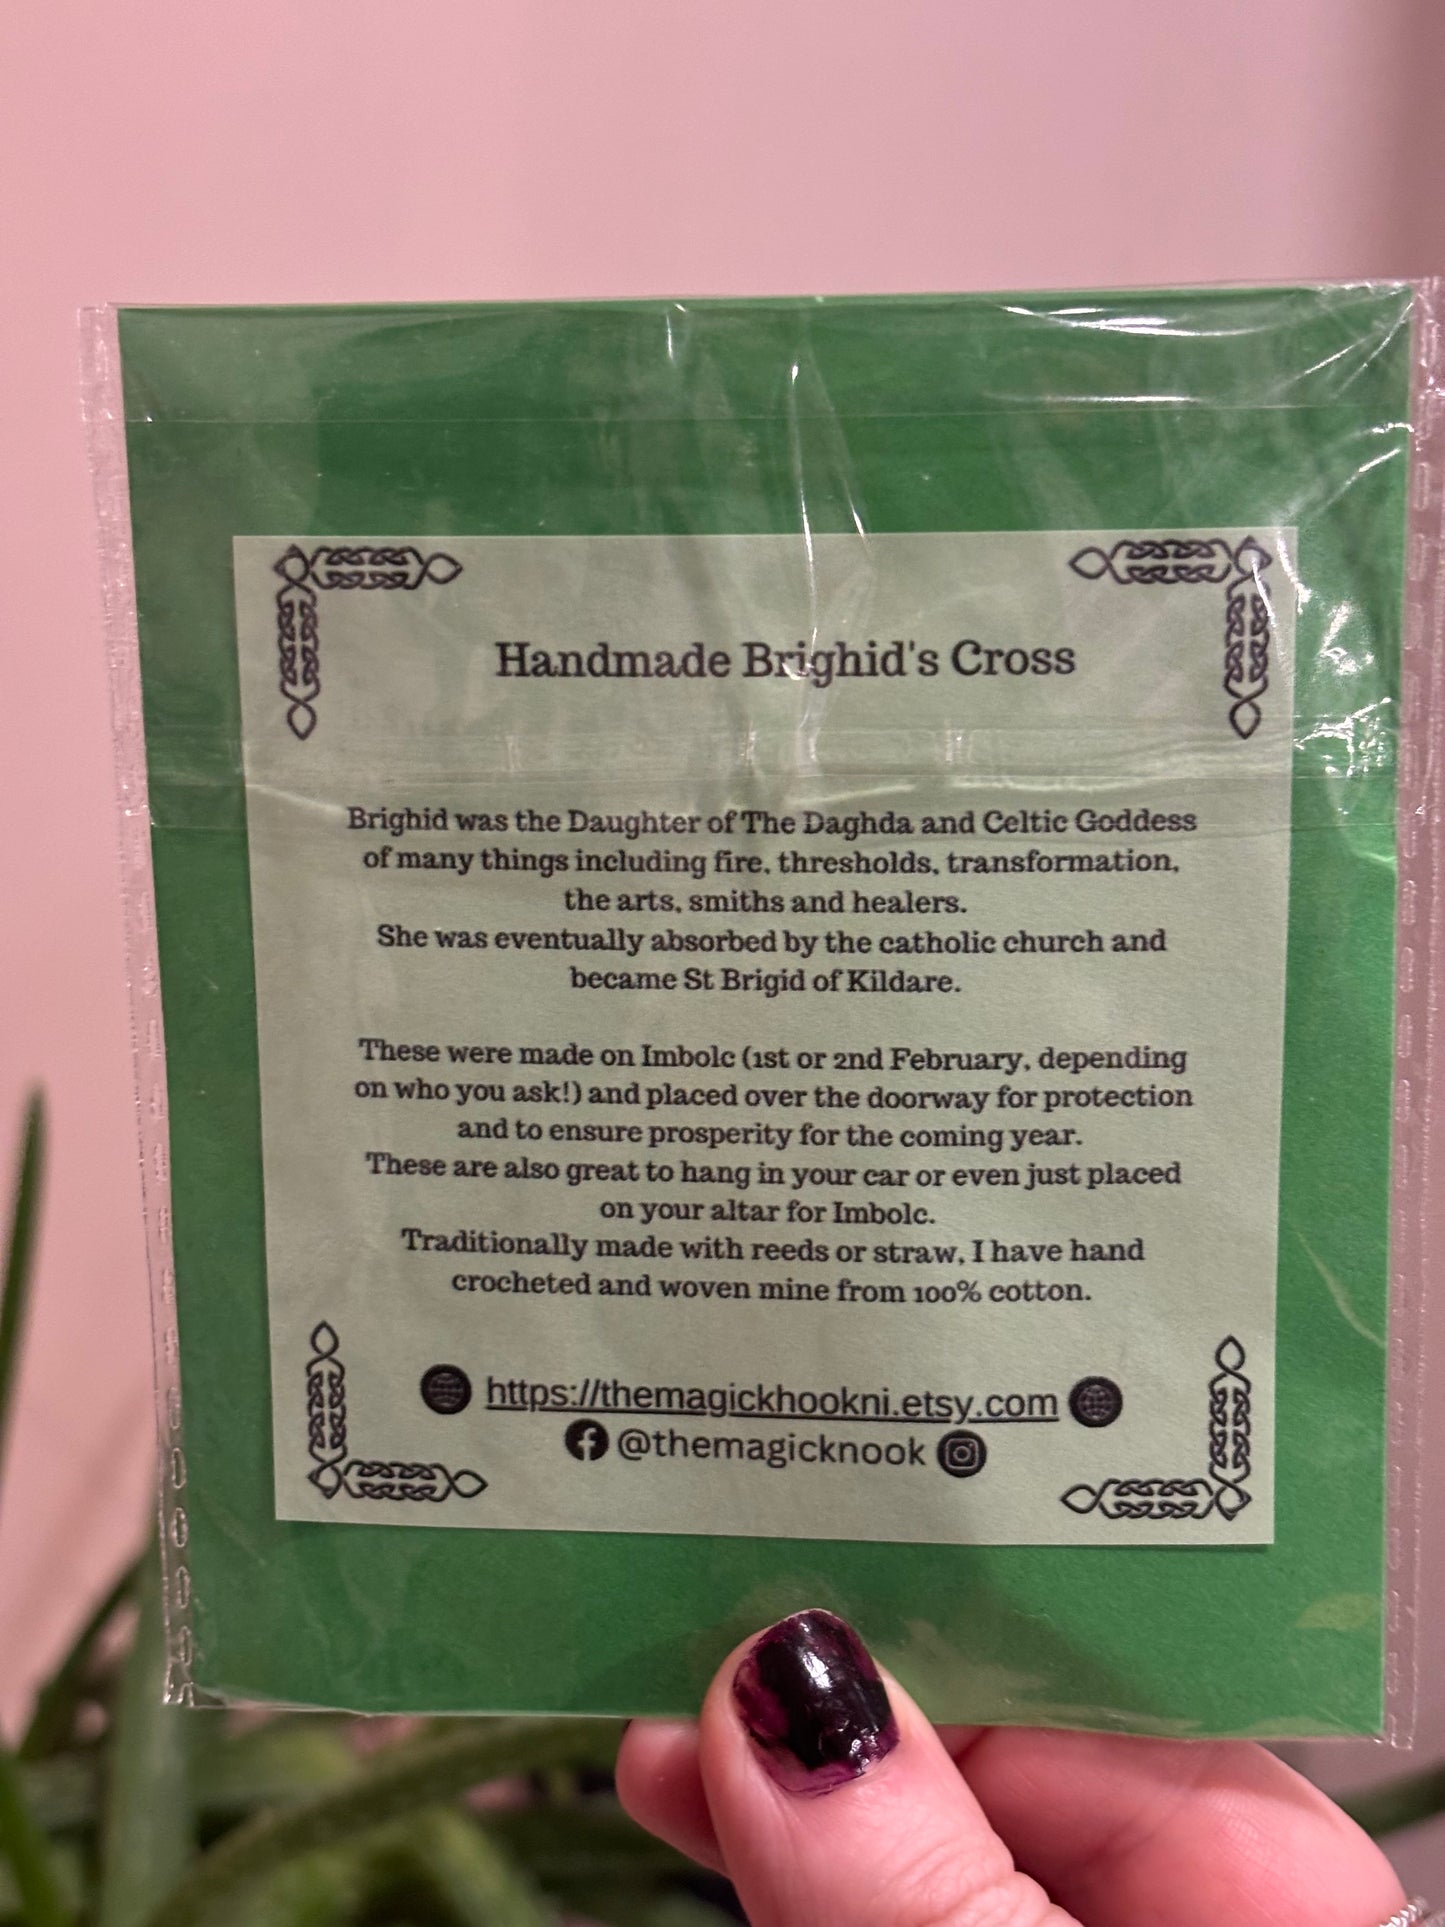 Handmade Brighid's Cross
Brighid was the Daughter of The Daghda and Celtic Goddess
of many things including fire, thresholds, transformation,
the arts, smiths and healers.
She was eventually absorbed by the catholic church and
became St Brigid of Kildare.
These were made on Imbolc (1st or 2nd February, depending
on who you ask!) and placed over the doorway for protection
and to ensure prosperity for the coming year.
These are also great to hang in your car or even just placed
on your altar for Imbolc.
Traditionally made with reeds or straw, I have hand
crocheted and woven mine from 100% cotton.
https://themagickhookni.etsy.com
@themagicknook